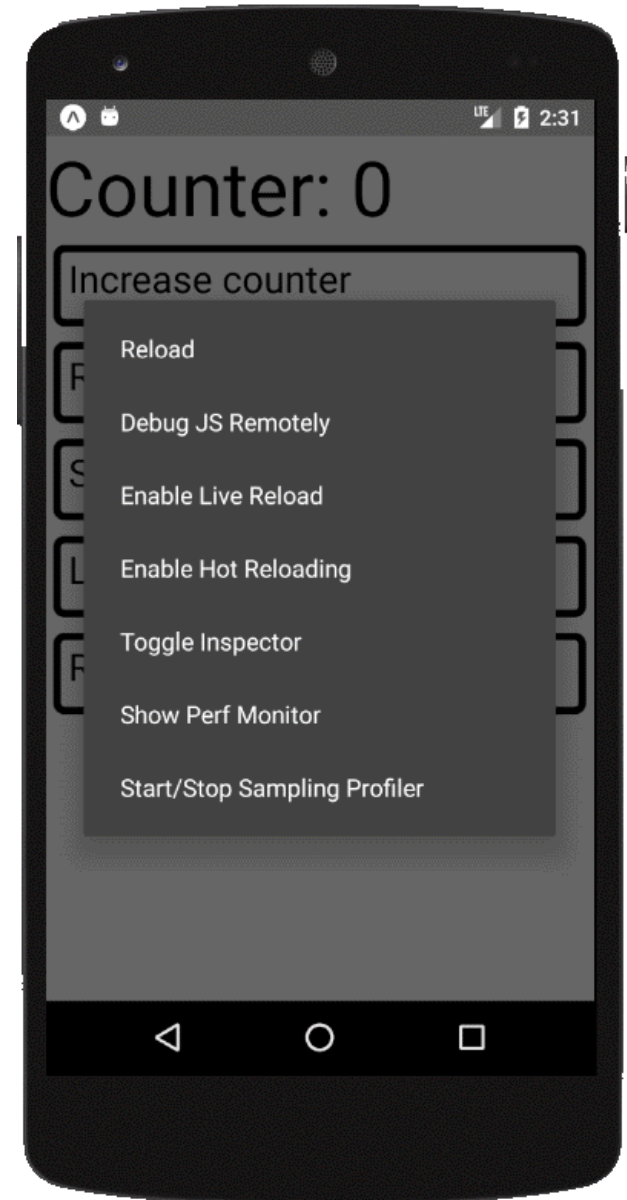 LTE 2:31
Counter: 0
Increase counter
Reload
Debug JS Remotely
Enable Live Reload
Enable Hot Reloading
Toggle Inspector
Show Perf Monitor
Start/Stop Sampling Profiler